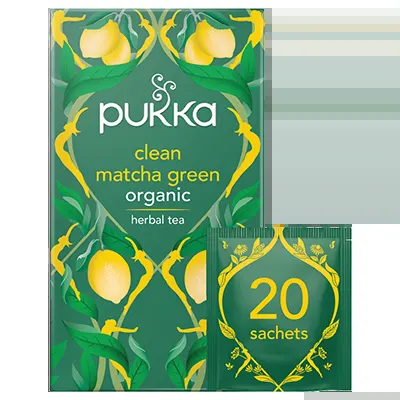 pukka
clean
matcha green
organic
herbal tea
20
sachets